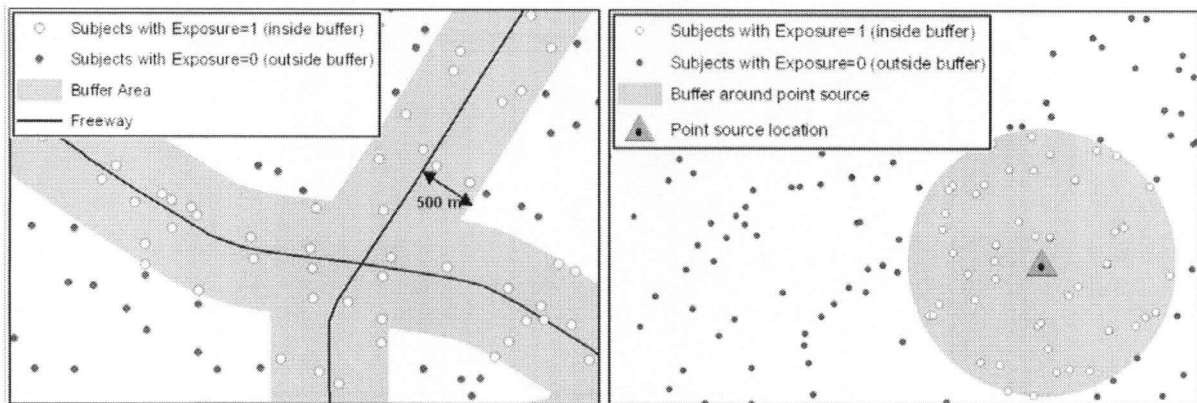 Subjects with Exposure=1 (inside buffer)
Subjects with Exposure=0 (outside buffer)
Buffer Area
Freeway
500 m
Subjects with Exposure=1 (inside buffer)
Subjects with Exposure=0 (outside buffer)
Buffer around point source
Point source location